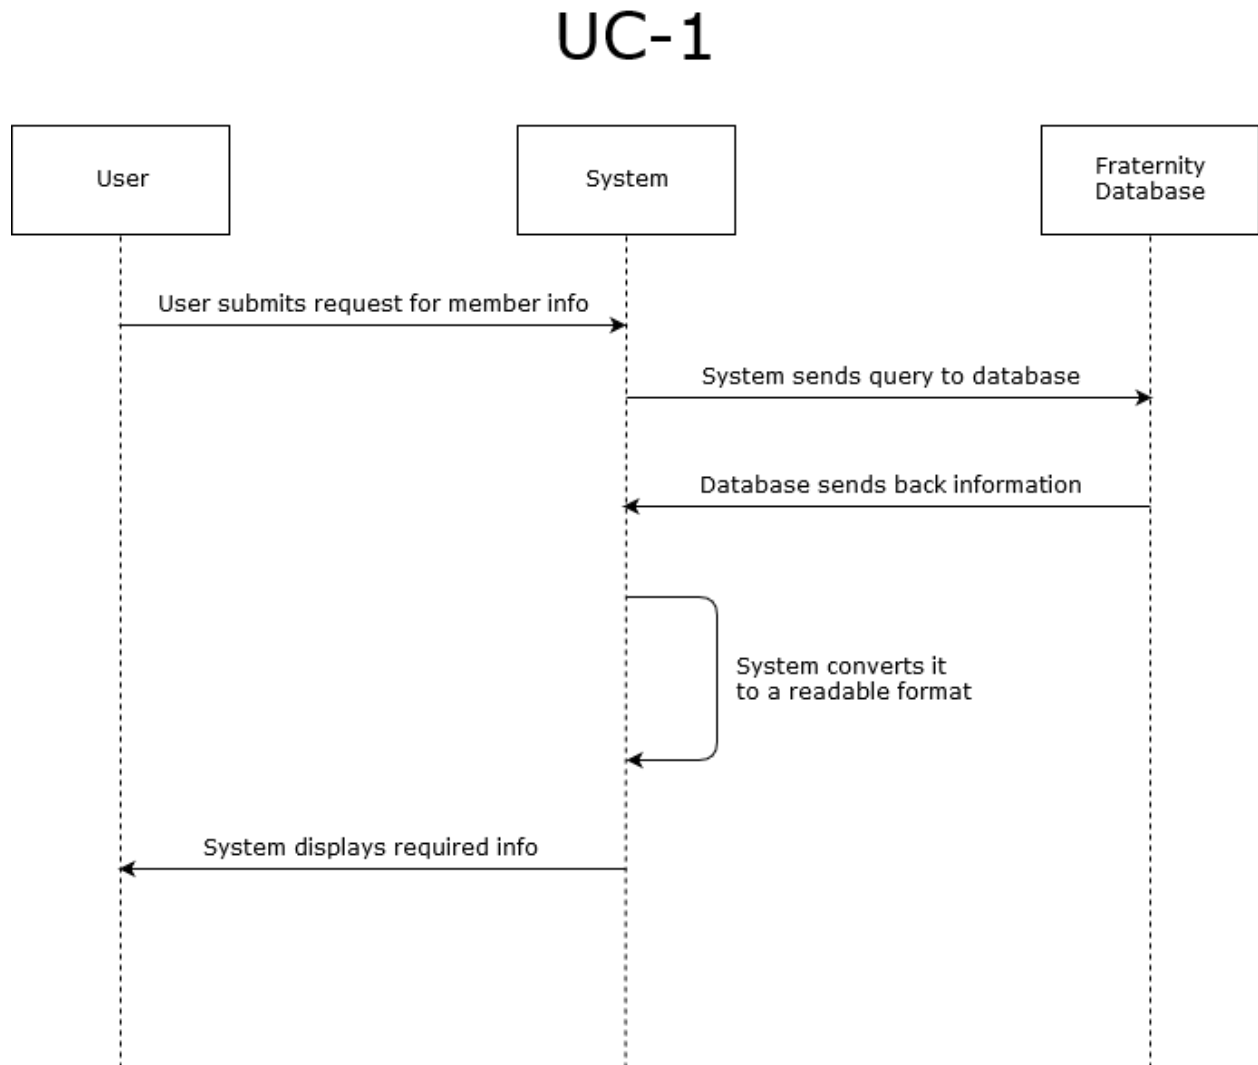 UC-1
User
System
Fraternity
Database
User submits request for member info
System sends query to database
Database sends back information
System converts it
to a readable format
System displays required info